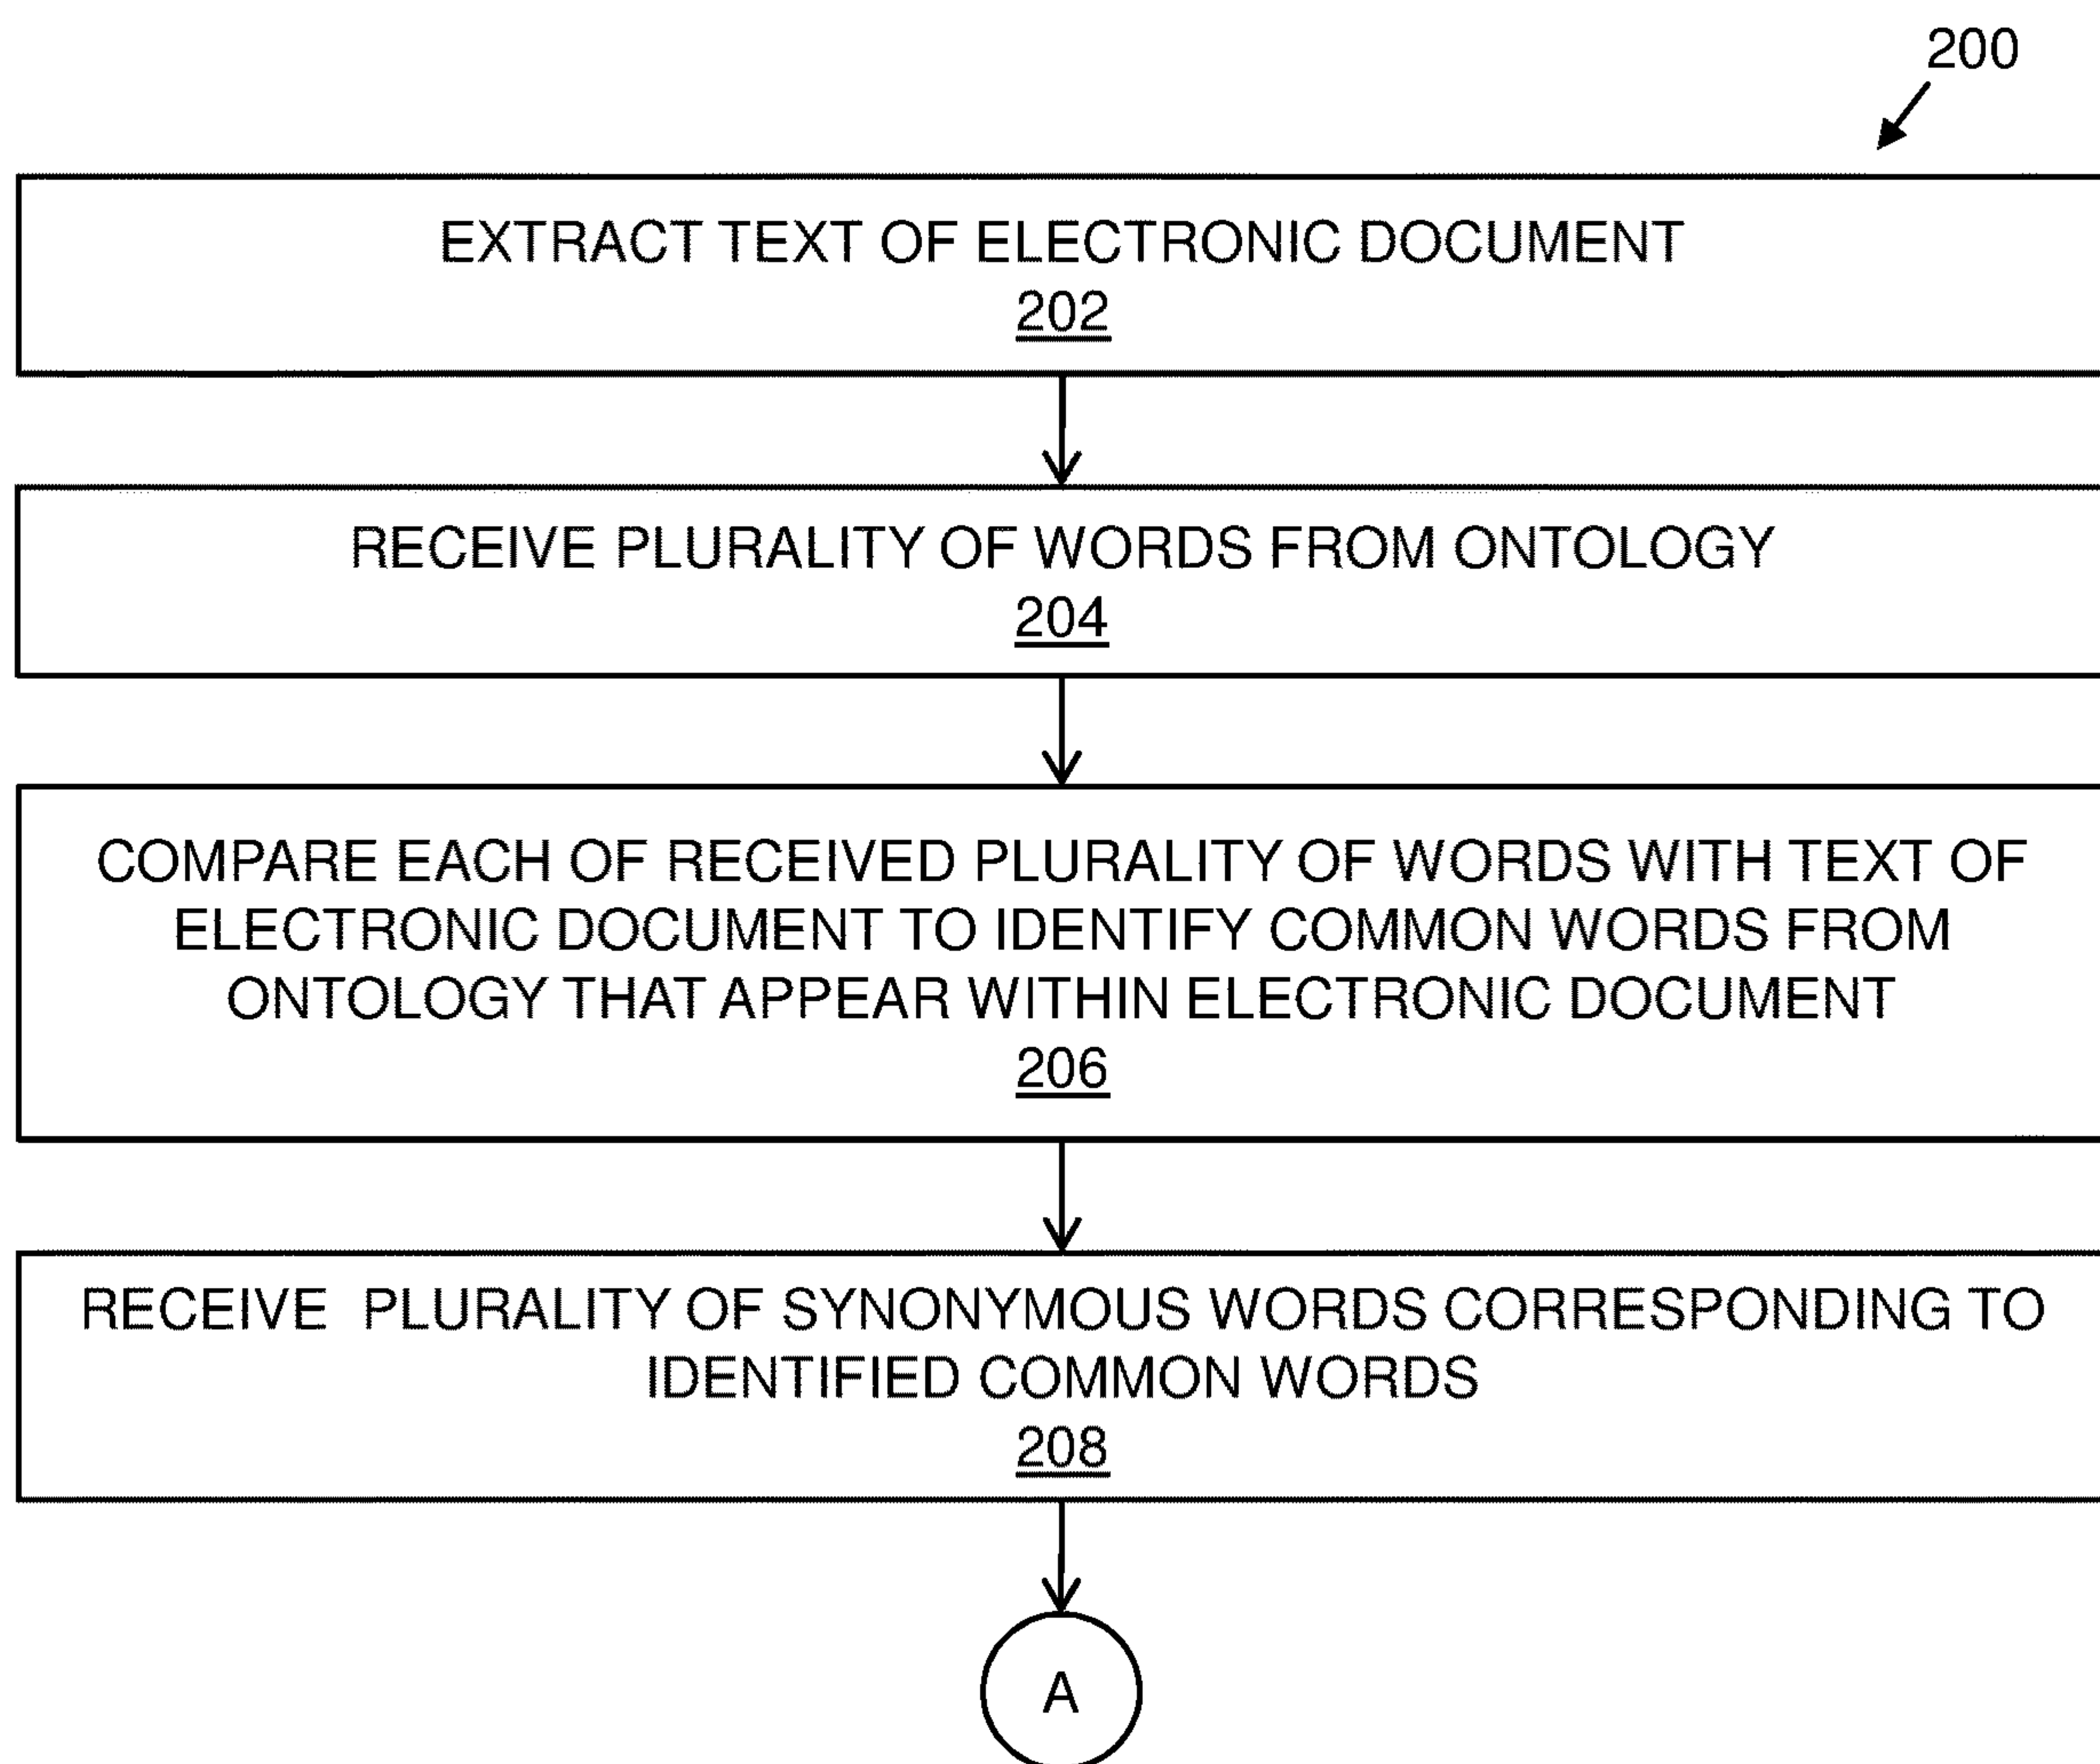 200
EXTRACT TEXT OF ELECTRONIC DOCUMENT
202
RECEIVE PLURALITY OF WORDS FROM ONTOLOGY
204
COMPARE EACH OF RECEIVED PLURALITY OF WORDS WITH TEXT OF
ELECTRONIC DOCUMENT TO IDENTIFY COMMON WORDS FROM
ONTOLOGY THAT APPEAR WITHIN ELECTRONIC DOCUMENT
206
RECEIVE PLURALITY OF SYNONYMOUS WORDS CORRESPONDING TO
IDENTIFIED COMMON WORDS
208
A